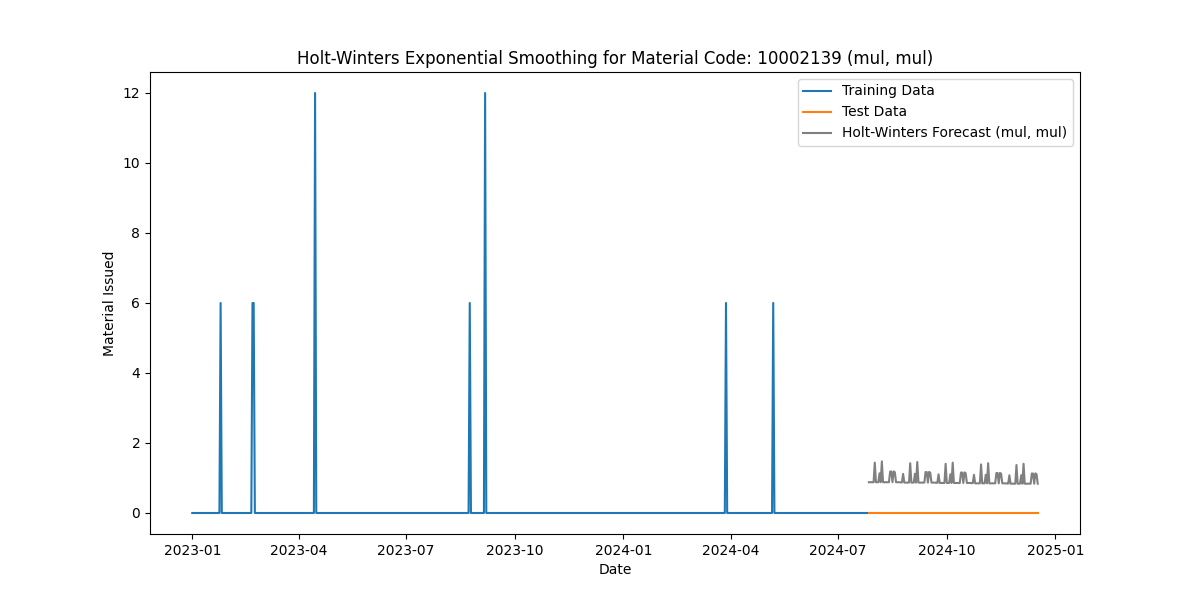 Holt-Winters Exponential Smoothing for Material Code: 10002139 (mul, mul)
Training Data
Test Data
Holt-Winters Forecast (mul, mul)
Material Issued
12
10
8
6
4
2
0
2023-01
2023-04
2023-07
2023-10
2024-01
2024-04
2024-07
2024-10
2025-01
Date